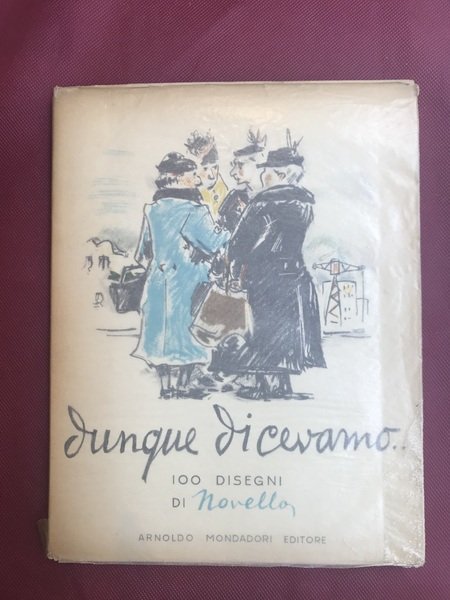 dunque dicevamo..
100 DISEGNI
DI Novello
ARNOLDO MONDADORI EDITORE